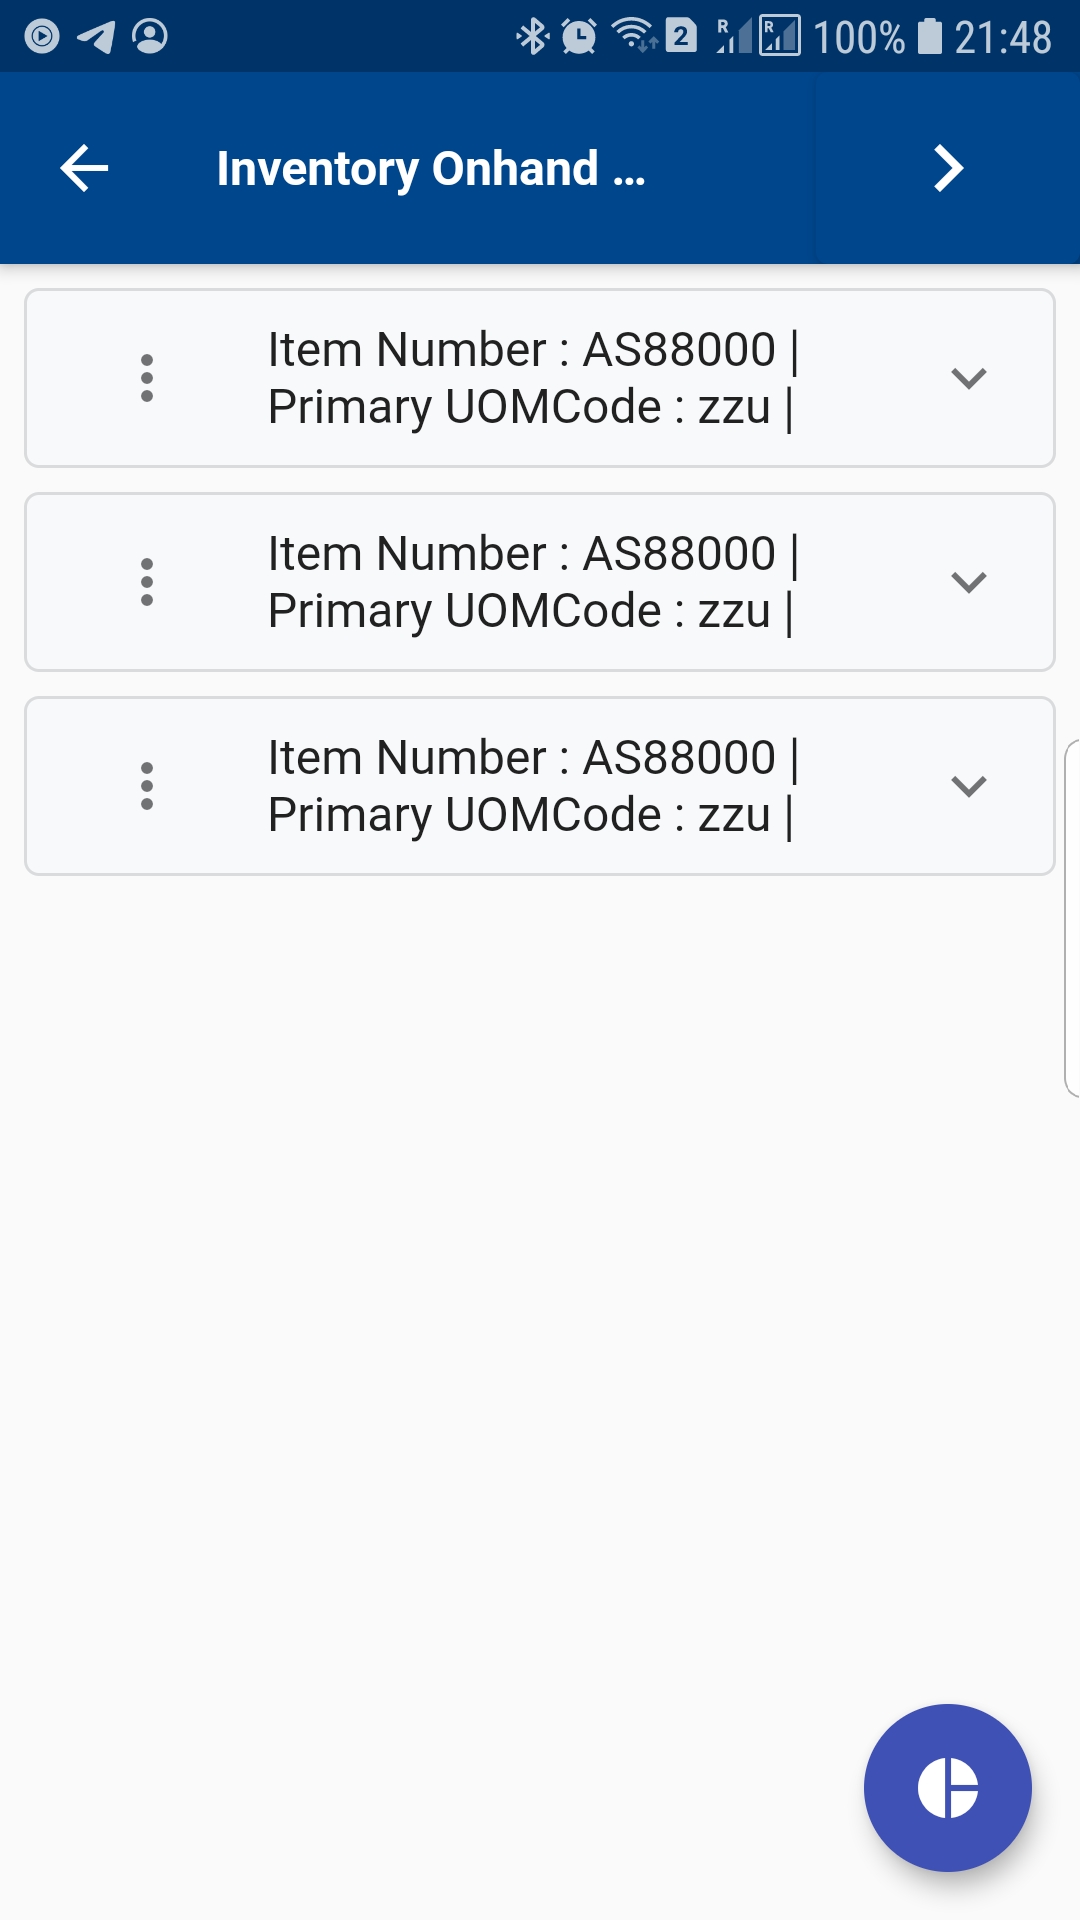 2 R R 100% 21:48
Inventory Onhand ...
Item Number : AS88000 |
Primary UOMCode : zzu |
Item Number : AS88000 |
Primary UOMCode : zzu |
Item Number : AS88000 |
Primary UOMCode : zzu |